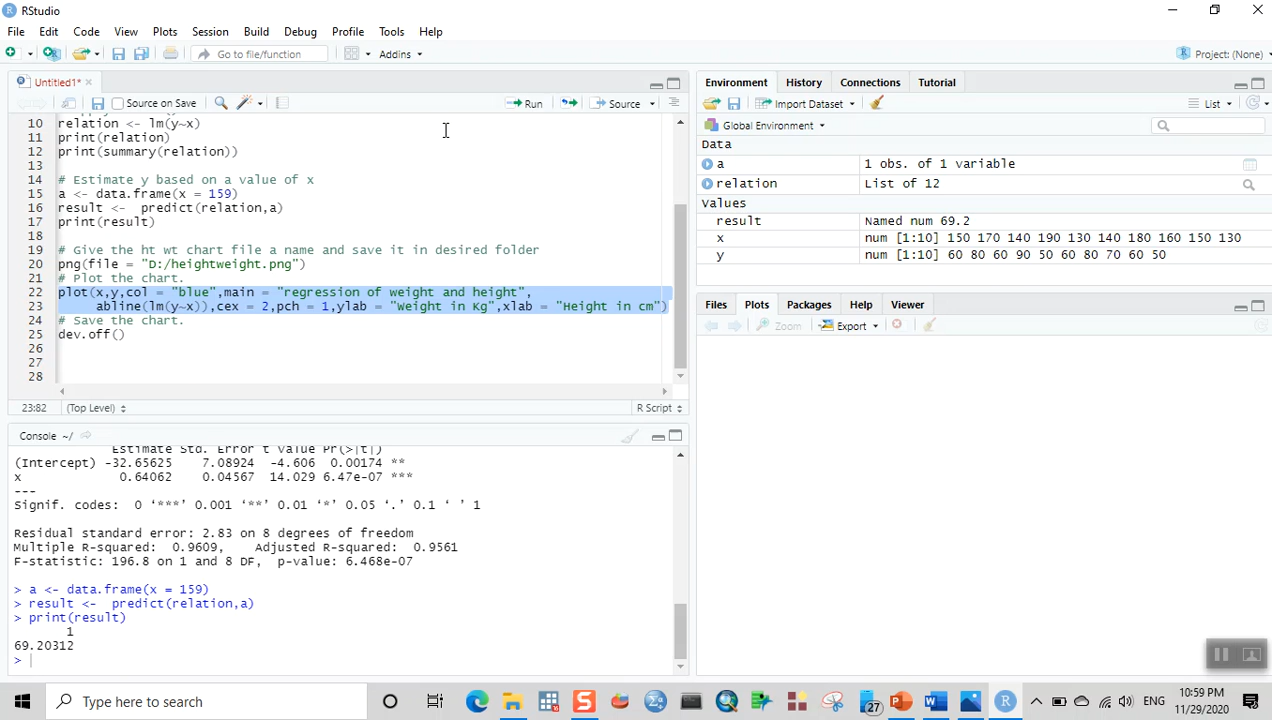 RStudio
File Edit Code View Plots Session Build Debug Profile Tools Help
Go to file/function Addins Project: (None)
Untitled1*
Source on Save Run Source
10 relation <- lm(y~x)
11 print(relation)
12 print(summary(relation))
13
14 # Estimate y based on a value of x
15 a <- data.frame(x = 159)
16 result <-  predict(relation,a)
17 print(result)
18
19 # Give the ht wt chart file a name and save it in desired folder
20 png(file = "D:/heightweight.png")
21 # Plot the chart.
22 plot(x,y,col = "blue",main = "regression of weight and height",
23 abline(lm(y~x)),cex = 2,pch = 1,ylab = "Weight in Kg",xlab = "Height in cm")
24 # Save the chart.
25 dev.off()
26
27
28
23:82 (Top Level) R Script
Console ~/
Estimate Std. Error t value Pr(>|t|)
(Intercept) -32.65625 7.08924 -4.606 0.00174 **
x 0.64062 0.04567 14.029 6.47e-07 ***
---
Signif. codes: 0 ‘***’ 0.001 ‘**’ 0.01 ‘*’ 0.05 ‘.’ 0.1 ‘ ’ 1
Residual standard error: 2.83 on 8 degrees of freedom
Multiple R-squared: 0.9609, Adjusted R-squared: 0.9561
F-statistic: 196.8 on 1 and 8 DF, p-value: 6.468e-07
> a <- data.frame(x = 159)
> result <-  predict(relation,a)
> print(result)
1
69.20312
>
Environment History Connections Tutorial
Import Dataset List
Global Environment
Data
a 1 obs. of 1 variable
relation List of 12
Values
result Named num 69.2
x num [1:10] 150 170 140 190 130 140 180 160 150 130
y num [1:10] 60 80 60 90 50 60 80 70 60 50
Files Plots Packages Help Viewer
Zoom Export
Type here to search
27
ENG
10:59 PM
11/29/2020